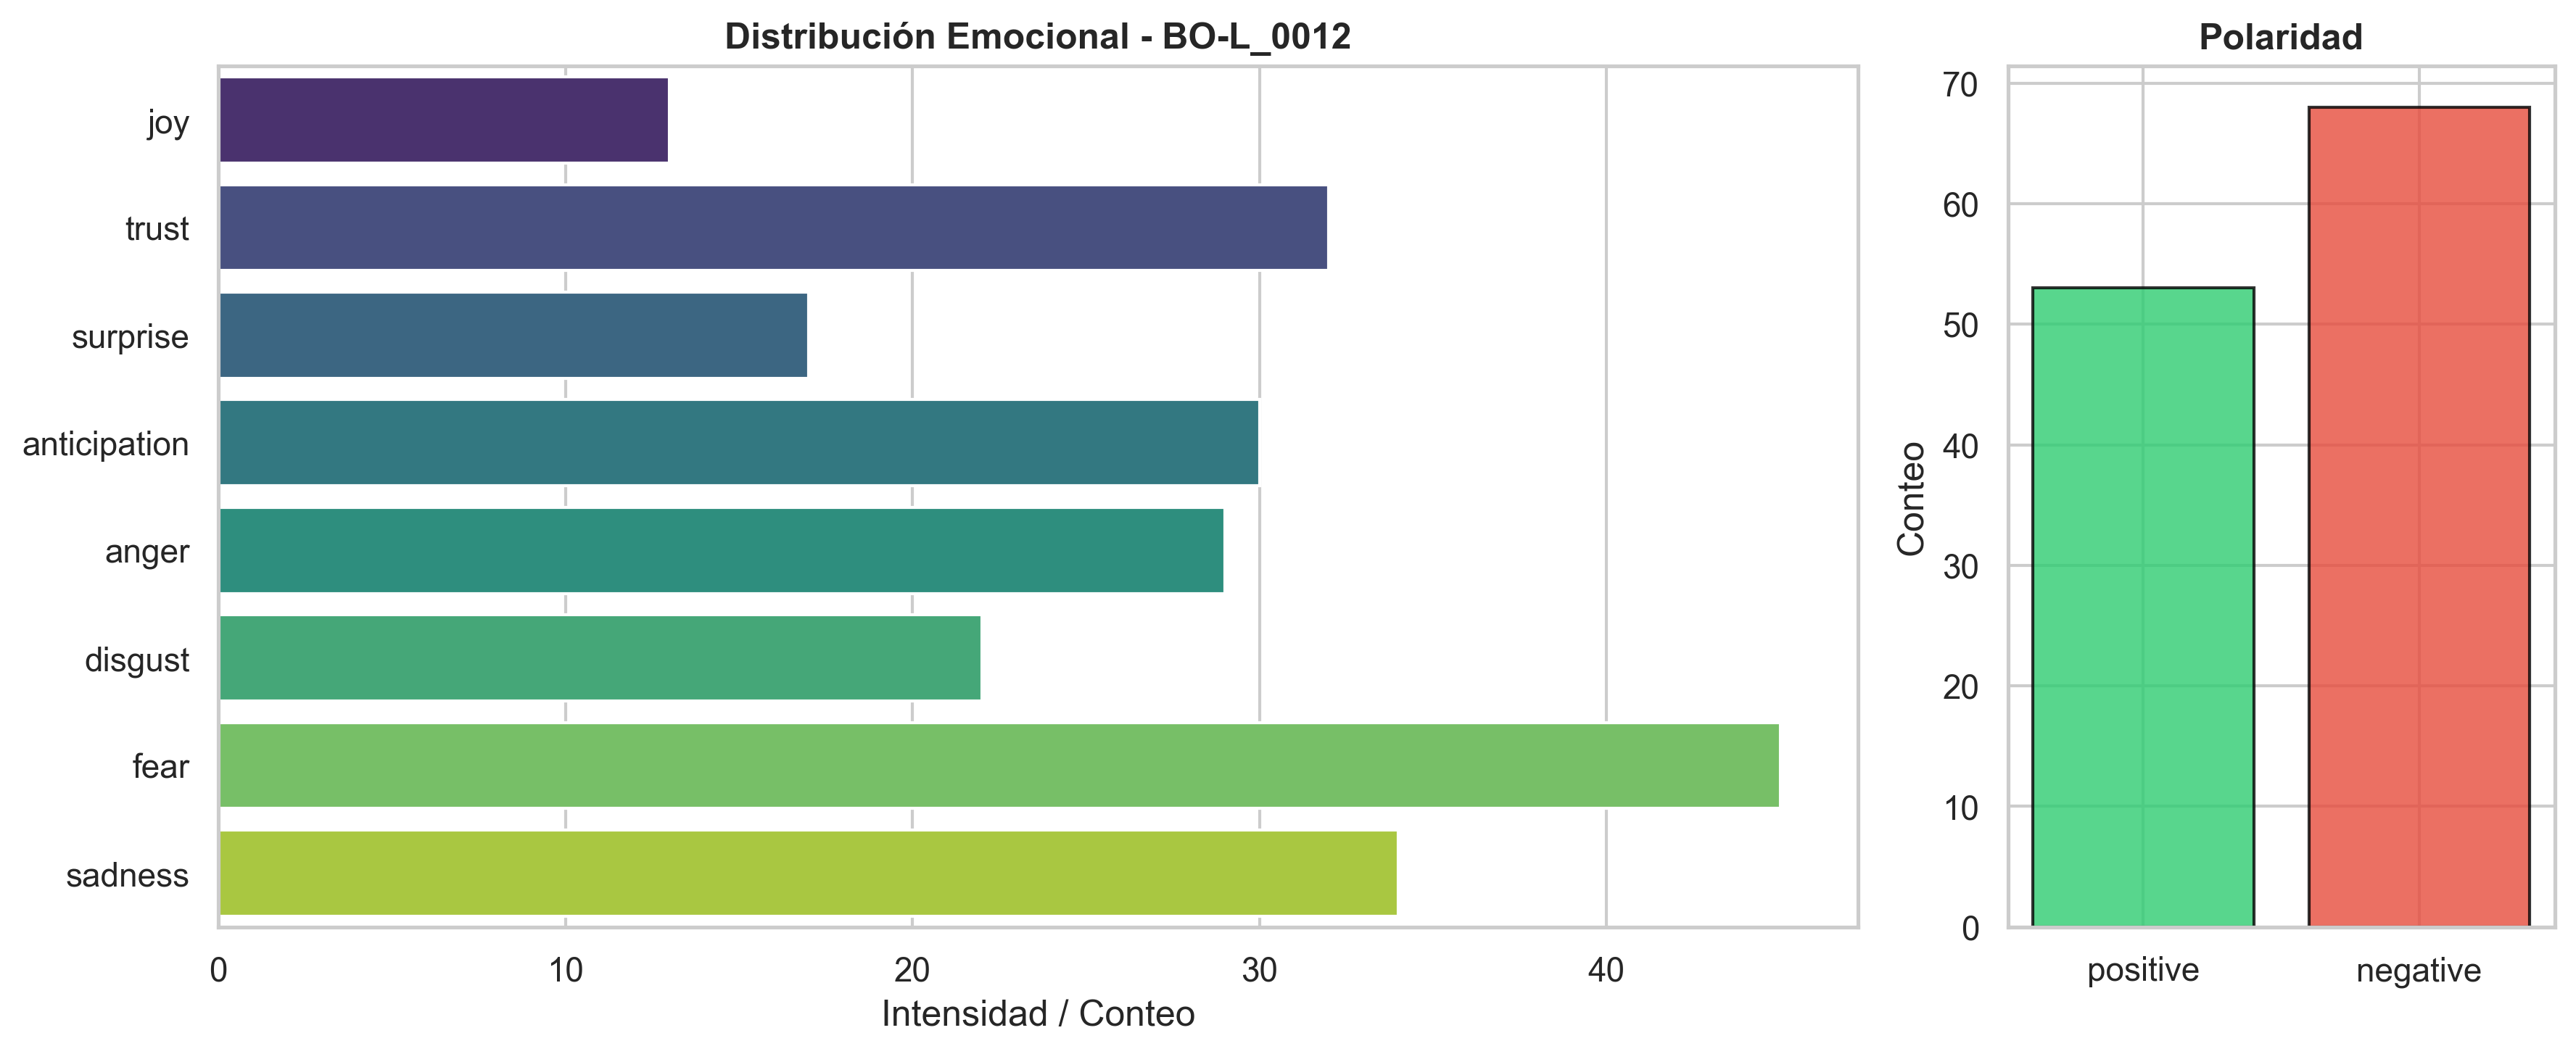 Distribución Emocional - BO-L_0012
joy
trust
surprise
anticipation
anger
disgust
fear
sadness
0 10 20 30 40
Intensidad / Conteo
Polaridad
70
60
50
40
30
20
10
0
Conteo
positive negative